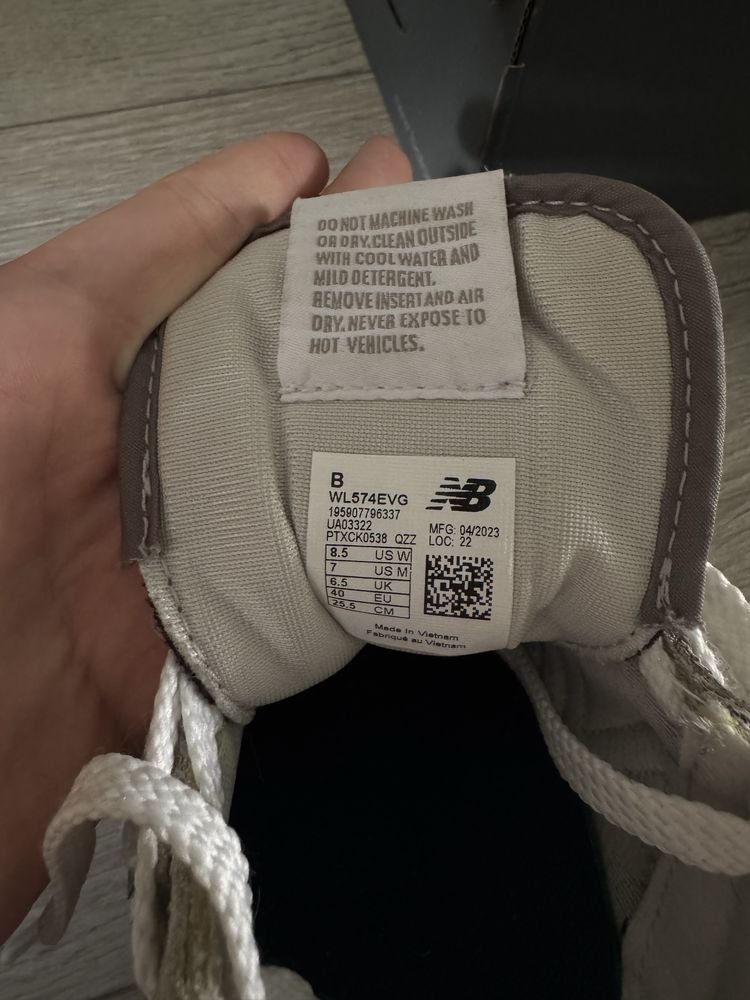 DO NOT MACHINE WASH
OR DRY. CLEAN OUTSIDE
WITH COOL WATER AND
MILD DETERGENT.
REMOVE INSERT AND AIR
DRY. NEVER EXPOSE TO
HOT VEHICLES.
B
WL574EVG
195907796337
UA03322
PTXCK0538 QZZ
NB
MFG: 04/2023
LOC: 22
8.5 US W
7 US M
6.5 UK
40 EU
25.5 CM
Made in Vietnam
Fabriqué au Vietnam